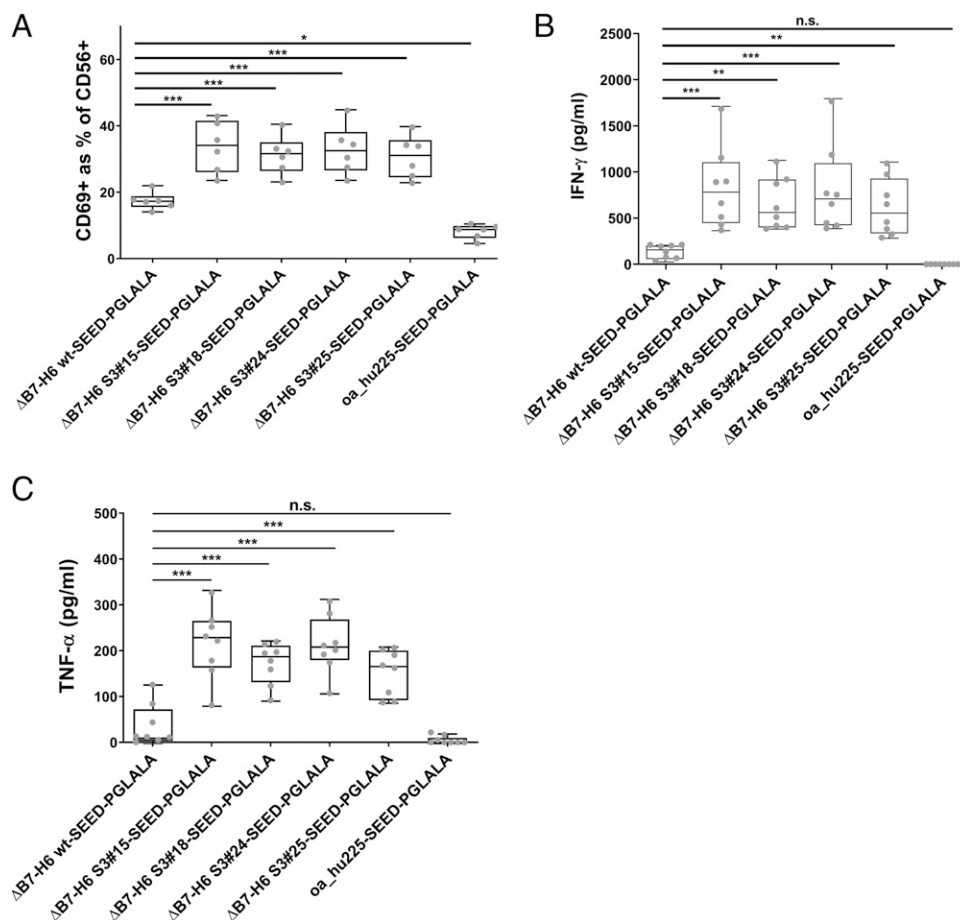 A
CD69+ as % of CD56+
60
40
20
0
*
***
***
***
***
ΔB7-H6 wt-SEED-PGLALA
ΔB7-H6 S3#15-SEED-PGLALA
ΔB7-H6 S3#18-SEED-PGLALA
ΔB7-H6 S3#24-SEED-PGLALA
ΔB7-H6 S3#25-SEED-PGLALA
oa_hu225-SEED-PGLALA
B
IFN-γ (pg/ml)
2500
2000
1500
1000
500
0
n.s.
**
***
**
***
ΔB7-H6 wt-SEED-PGLALA
ΔB7-H6 S3#15-SEED-PGLALA
ΔB7-H6 S3#18-SEED-PGLALA
ΔB7-H6 S3#24-SEED-PGLALA
ΔB7-H6 S3#25-SEED-PGLALA
oa_hu225-SEED-PGLALA
C
TNF-α (pg/ml)
500
400
300
200
100
0
n.s.
***
***
***
***
ΔB7-H6 wt-SEED-PGLALA
ΔB7-H6 S3#15-SEED-PGLALA
ΔB7-H6 S3#18-SEED-PGLALA
ΔB7-H6 S3#24-SEED-PGLALA
ΔB7-H6 S3#25-SEED-PGLALA
oa_hu225-SEED-PGLALA